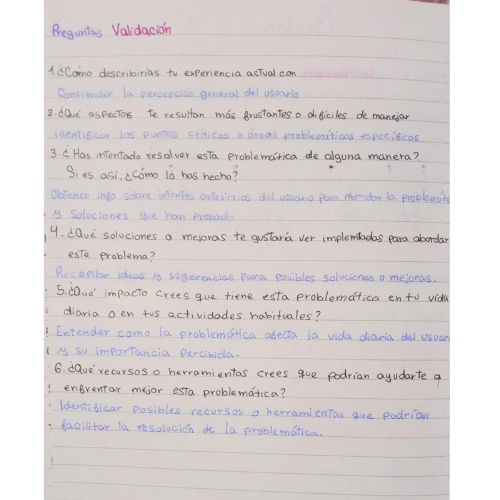 Preguntas Validación
1. ¿Cómo describirías tu experiencia actual con
Comprender la percepción general del usuario
2. ¿Qué aspectos te resultan más frustantes o difíciles de manejar
identificar los puntos críticos o áreas problemáticas específicas
3. ¿Has intentado resolver esta problemática de alguna manera?
Si es así, ¿Cómo lo has hecho?
Obtener info sobre intentos anteriores del usuario para abordar la problemáti
y soluciones que han probado
4. ¿Qué soluciones o mejoras te gustaría ver implemtadas para abordar
este problema?
Recopilar ideas y sugerencias para posibles soluciones o mejoras.
5. ¿Qué impacto crees que tiene esta problemática en tu vida
diaria o en tus actividades habituales?
Entender como la problemática afecta la vida diaria del usuar
y su importancia percibida.
6. ¿Qué recursos o herramientas crees que podrían ayudarte a
enfrentar mejor esta problemática?
Identificar posibles recursos o herramientas que podrían
facilitar la resolución de la problemática.